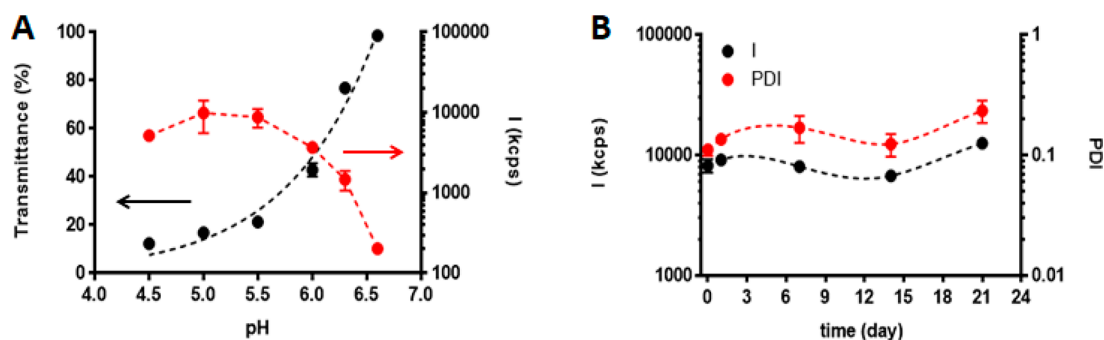 A
Transmittance (%)
100
80
60
40
20
0
4.0 4.5 5.0 5.5 6.0 6.5 7.0
pH
100000
10000
1000
100
I (kcps)
B
I
PDI
I (kcps)
100000
10000
1000
0 3 6 9 12 15 18 21 24
time (day)
1
0.1
0.01
PDI